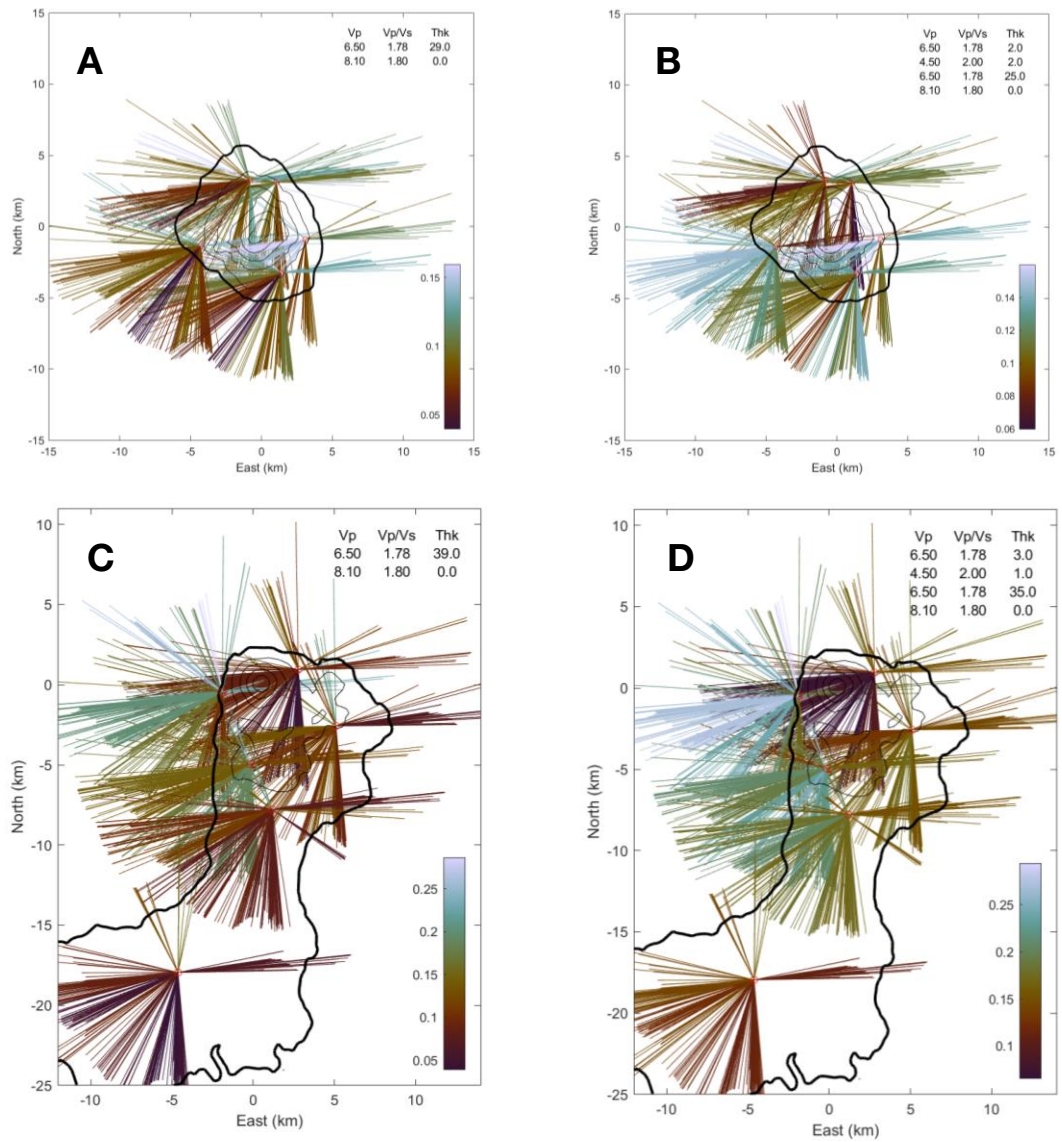 A
Vp Vp/Vs Thk
6.50 1.78 29.0
8.10 1.80 0.0
15
10
5
0
-5
-10
-15
North (km)
-15 -10 -5 0 5 10 15
East (km)
0.15
0.1
0.05
B
Vp Vp/Vs Thk
6.50 1.78 2.0
4.50 2.00 2.0
6.50 1.78 25.0
8.10 1.80 0.0
15
10
5
0
-5
-10
-15
North (km)
-15 -10 -5 0 5 10 15
East (km)
0.14
0.12
0.1
0.08
0.06
C
Vp Vp/Vs Thk
6.50 1.78 39.0
8.10 1.80 0.0
10
5
0
-5
-10
-15
-20
-25
North (km)
-10 -5 0 5 10
East (km)
0.25
0.2
0.15
0.1
0.05
D
Vp Vp/Vs Thk
6.50 1.78 3.0
4.50 2.00 1.0
6.50 1.78 35.0
8.10 1.80 0.0
10
5
0
-5
-10
-15
-20
-25
North (km)
-10 -5 0 5 10
East (km)
0.25
0.2
0.15
0.1